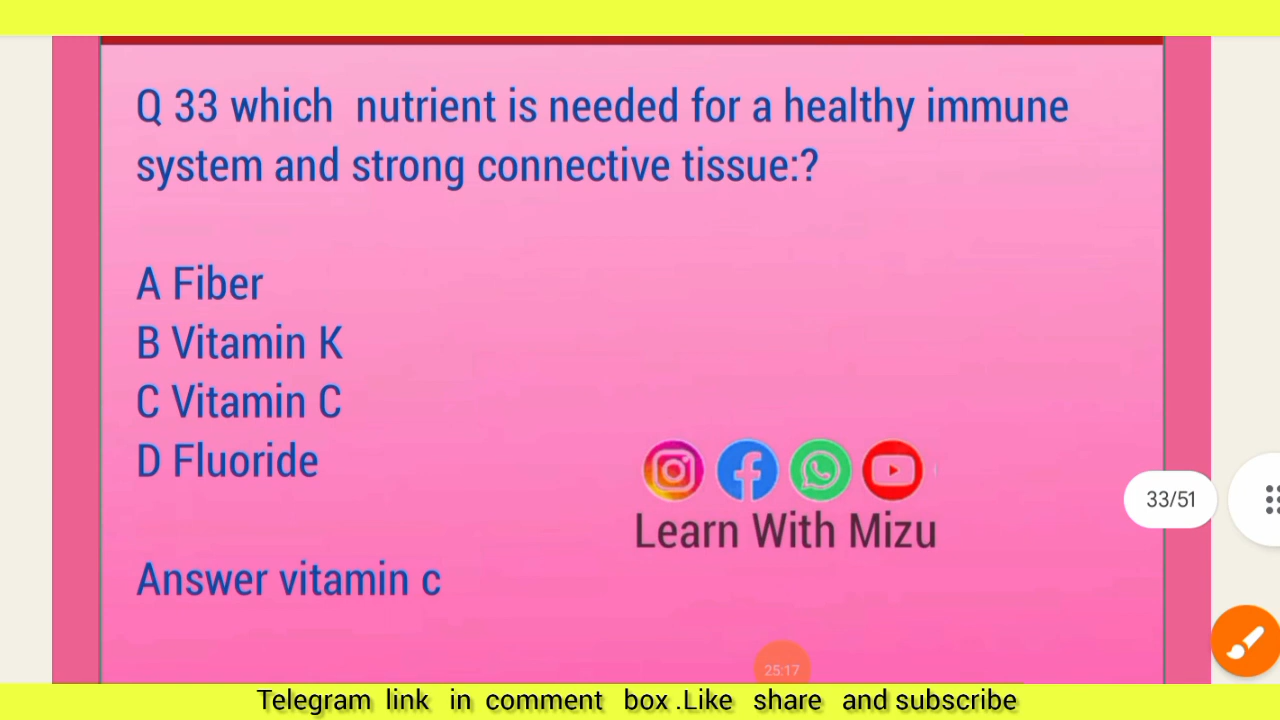 Q 33 which nutrient is needed for a healthy immune
system and strong connective tissue:?
A Fiber
B Vitamin K
C Vitamin C
D Fluoride
Learn With Mizu
33/51
Answer vitamin c
25:17
Telegram link in comment box .Like share and subscribe